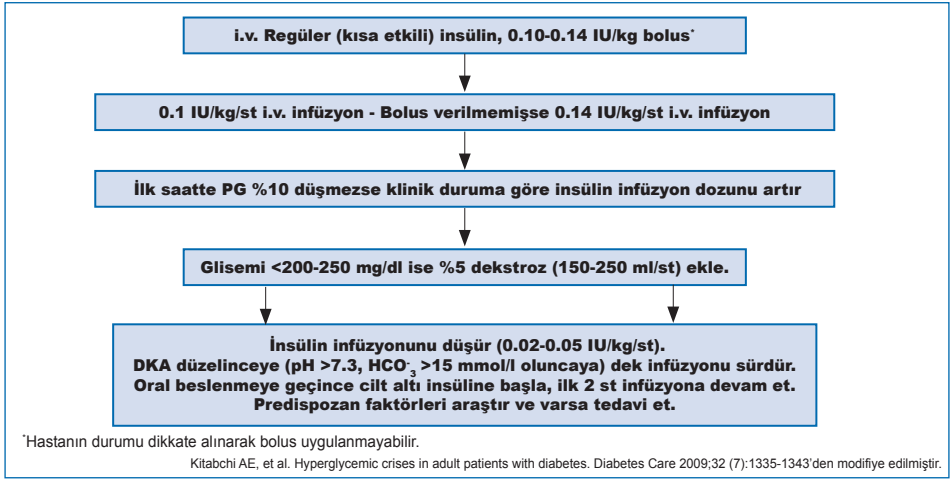 i.v. Regüler (kısa etkili) insülin, 0.10-0.14 IU/kg bolus*
0.1 IU/kg/st i.v. infüzyon - Bolus verilmemişse 0.14 IU/kg/st i.v. infüzyon
İlk saatte PG %10 düşmezse klinik duruma göre insülin infüzyon dozunu artır
Glisemi <200-250 mg/dl ise %5 dekstroz (150-250 ml/st) ekle.
İnsülin infüzyonunu düşür (0.02-0.05 IU/kg/st).
DKA düzelinceye (pH >7.3, HCO⁻₃ >15 mmol/l oluncaya) dek infüzyonu sürdür.
Oral beslenmeye geçince cilt altı insüline başla, ilk 2 st infüzyona devam et.
Predispozan faktörleri araştır ve varsa tedavi et.
*Hastanın durumu dikkate alınarak bolus uygulanmayabilir.
Kitabchi AE, et al. Hyperglycemic crises in adult patients with diabetes. Diabetes Care 2009;32 (7):1335-1343'den modifiye edilmiştir.